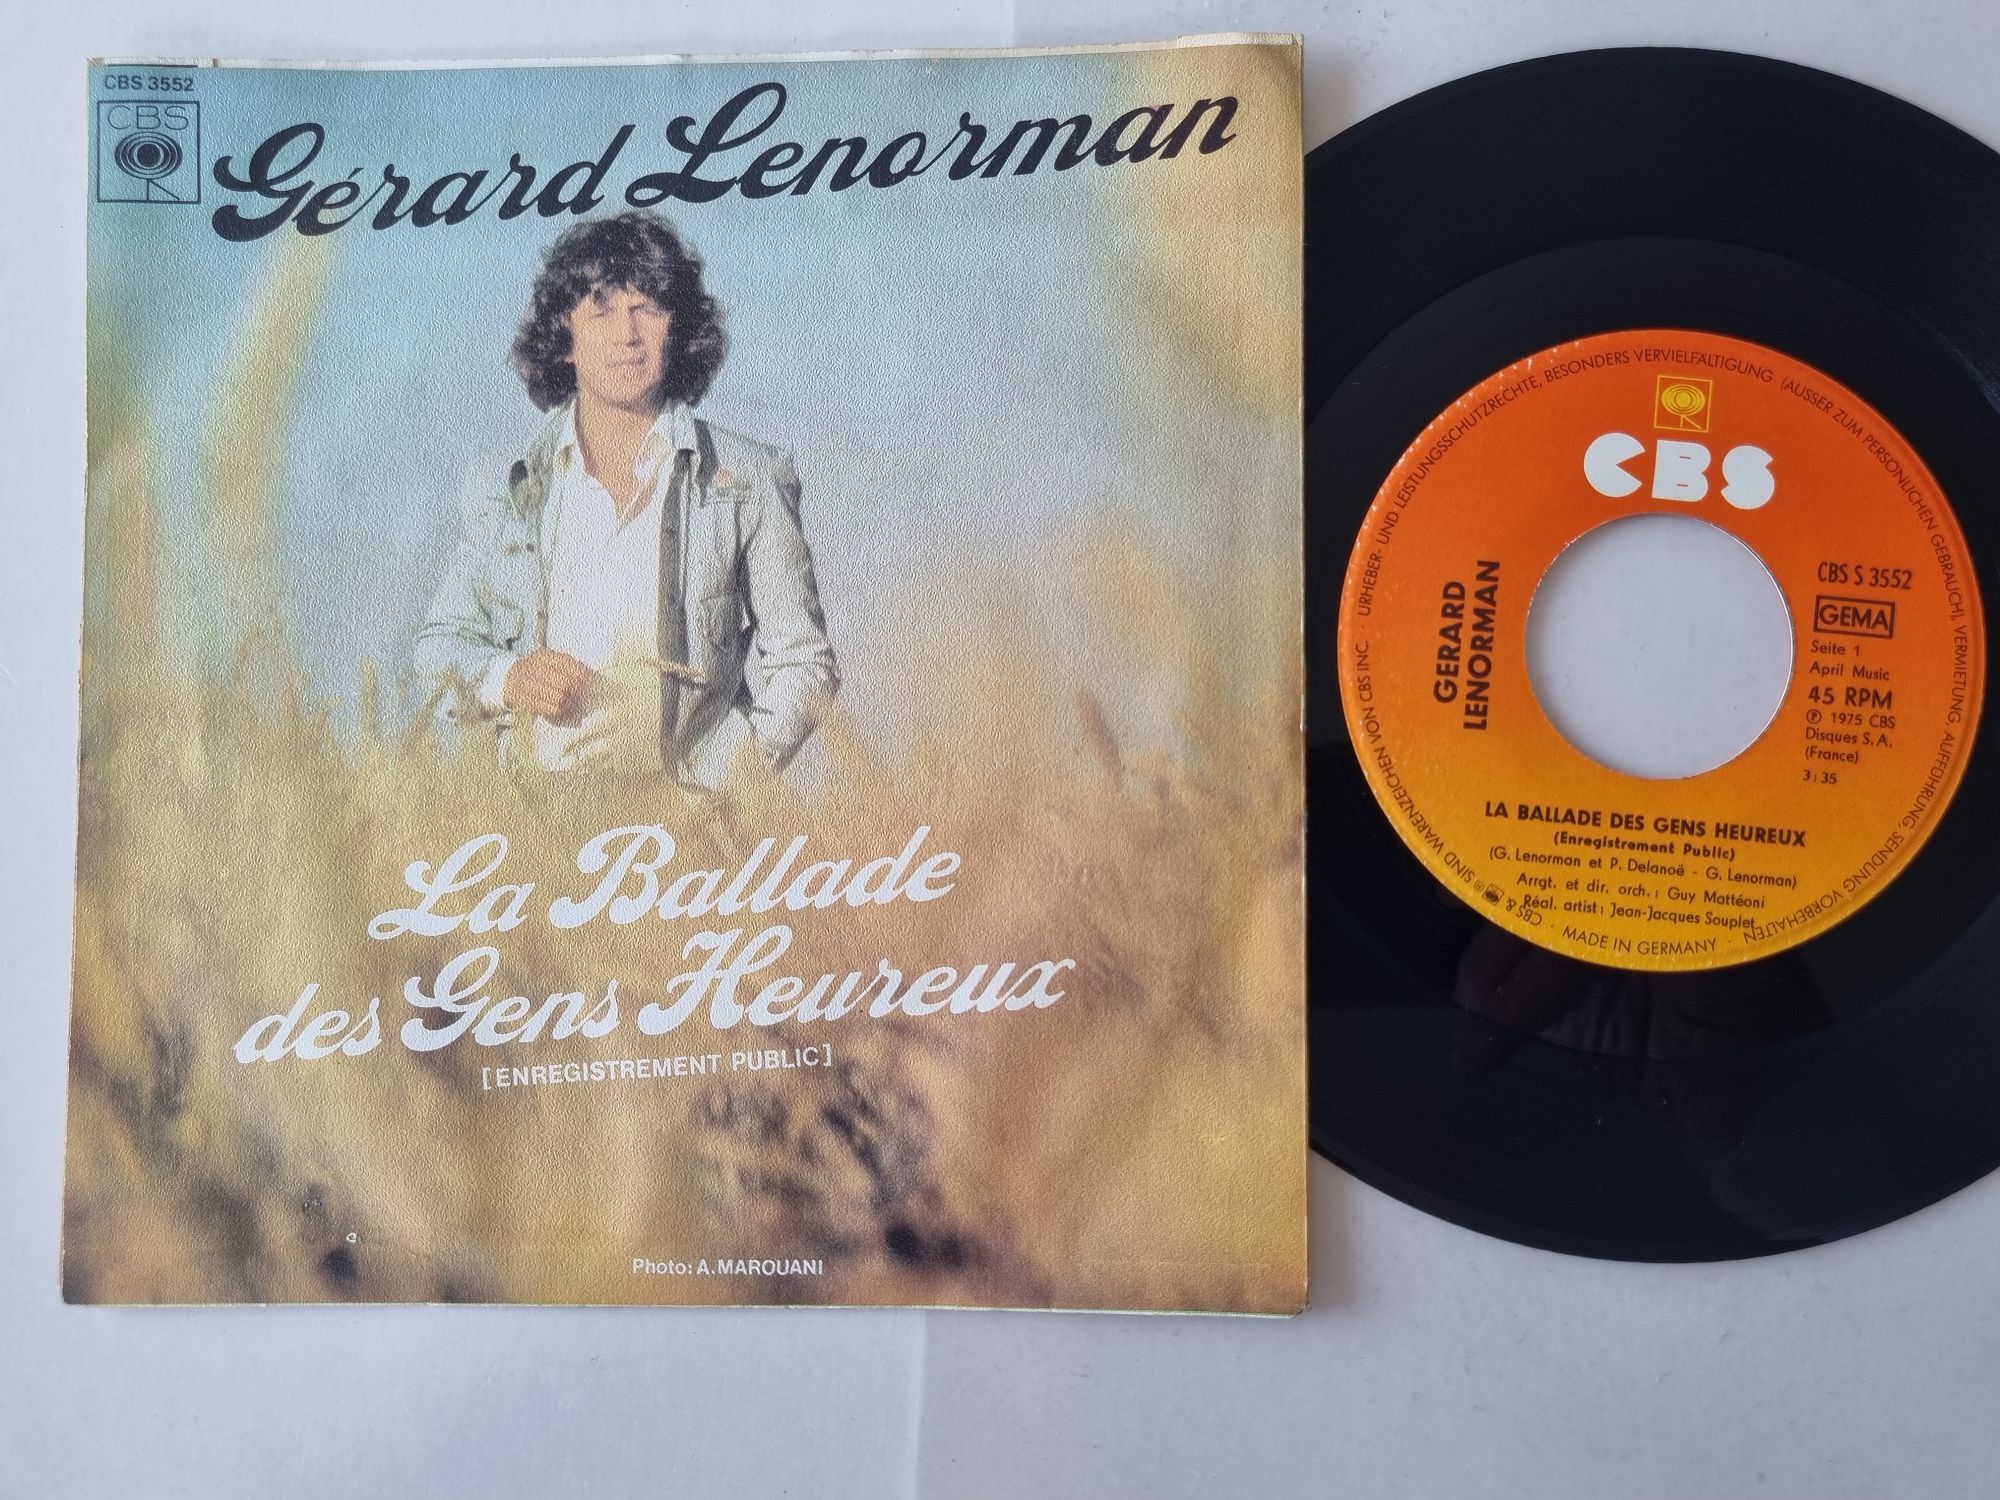 CBS 3552
CBS
Gérard Lenorman
La Ballade
des Gens Heureux
[ENREGISTREMENT PUBLIC]
Photo: A.MAROUANI
URHEBER- UND LEISTUNGSSCHUTZRECHTE, BESONDERS VERVIELFÄLTIGUNG (AUSSER ZUM PERSÖNLICHEN GEBRAUCH), VERMIETUNG, AUFFÜHRUNG, SENDUNG VORBEHALTEN
CBS
GERARD
LENORMAN
CBS S 3552
GEMA
Seite 1
April Music
45 RPM
℗ 1975 CBS
Disques S.A.
(France)
3:35
LA BALLADE DES GENS HEUREUX
(Enregistrement Public)
(G. Lenorman et P. Delanoë - G. Lenorman)
Arrgt. et dir. orch.: Guy Mattéoni
Réal. artist: Jean-Jacques Souplet
· MADE IN GERMANY ·
CBS & ® SIND WARENZEICHEN VON CBS INC. ·